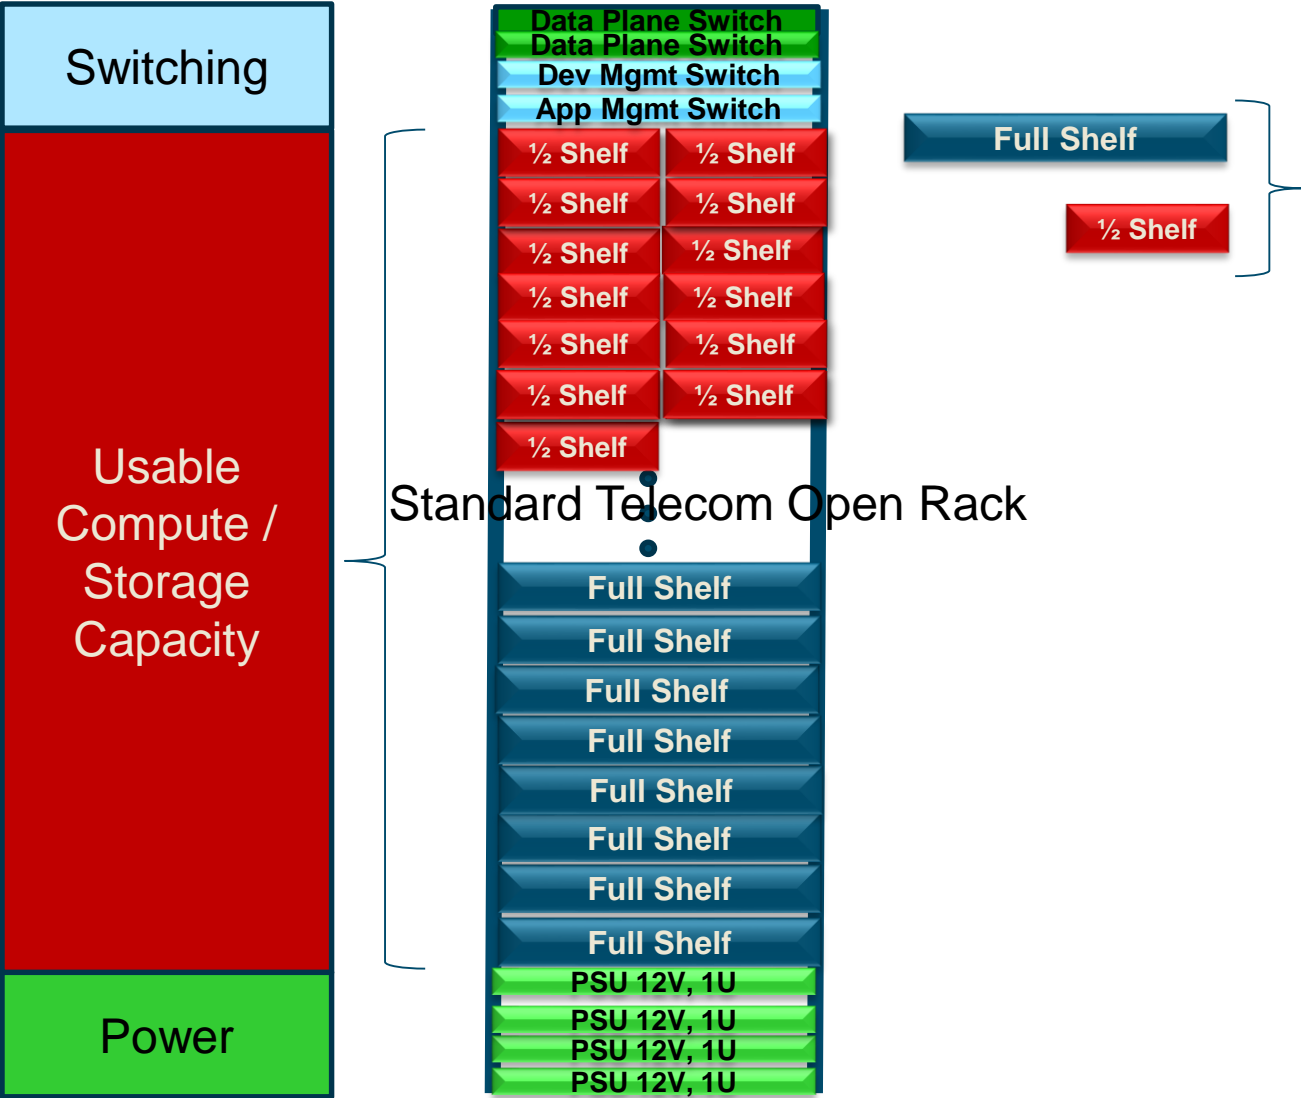 Switching
Usable
Compute /
Storage
Capacity
Power
Data Plane Switch
Data Plane Switch
Dev Mgmt Switch
App Mgmt Switch
½ Shelf ½ Shelf
½ Shelf ½ Shelf
½ Shelf ½ Shelf
½ Shelf ½ Shelf
½ Shelf ½ Shelf
½ Shelf ½ Shelf
½ Shelf
Standard Telecom Open Rack
Full Shelf
Full Shelf
Full Shelf
Full Shelf
Full Shelf
Full Shelf
Full Shelf
Full Shelf
PSU 12V, 1U
PSU 12V, 1U
PSU 12V, 1U
PSU 12V, 1U
Full Shelf
½ Shelf